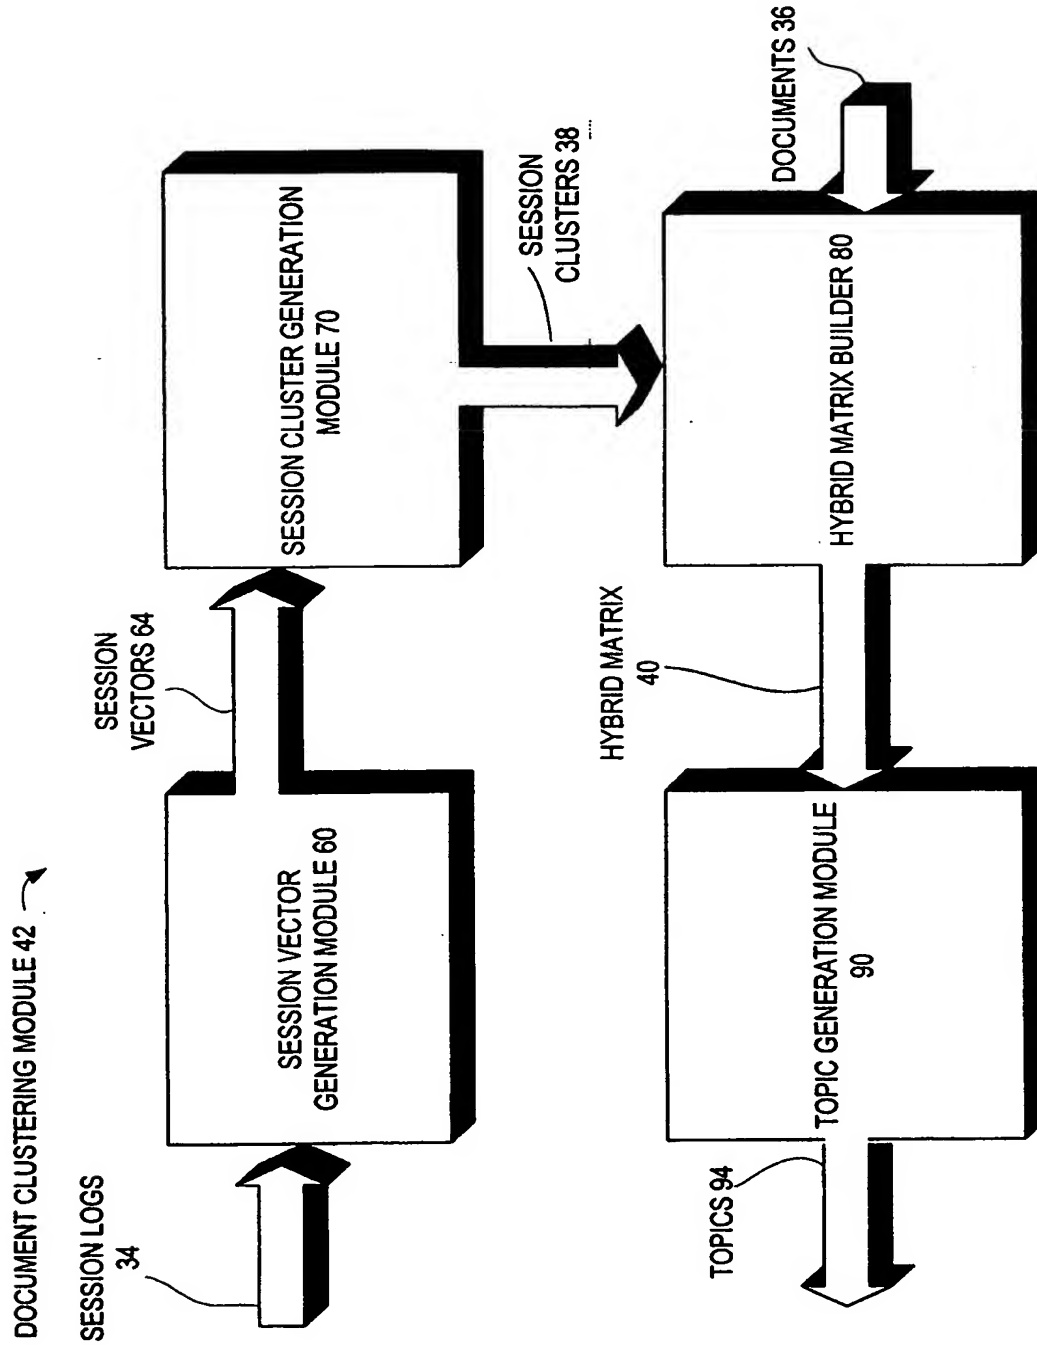 DOCUMENT CLUSTERING MODULE 42
SESSION LOGS
34
SESSION VECTOR
GENERATION MODULE 60
SESSION
VECTORS 64
SESSION CLUSTER GENERATION
MODULE 70
SESSION
CLUSTERS 38
DOCUMENTS 36
HYBRID MATRIX BUILDER 80
HYBRID MATRIX
40
TOPIC GENERATION MODULE
90
TOPICS 94